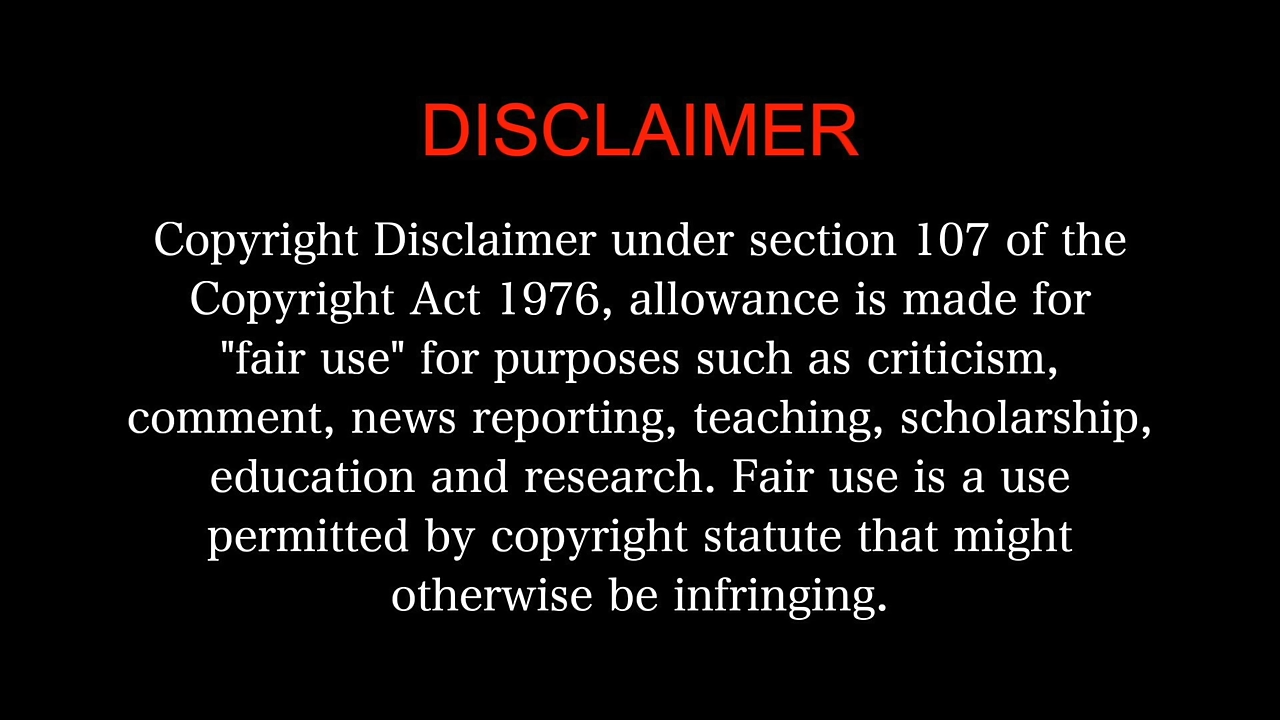 DISCLAIMER
Copyright Disclaimer under section 107 of the
Copyright Act 1976, allowance is made for
"fair use" for purposes such as criticism,
comment, news reporting, teaching, scholarship,
education and research. Fair use is a use
permitted by copyright statute that might
otherwise be infringing.